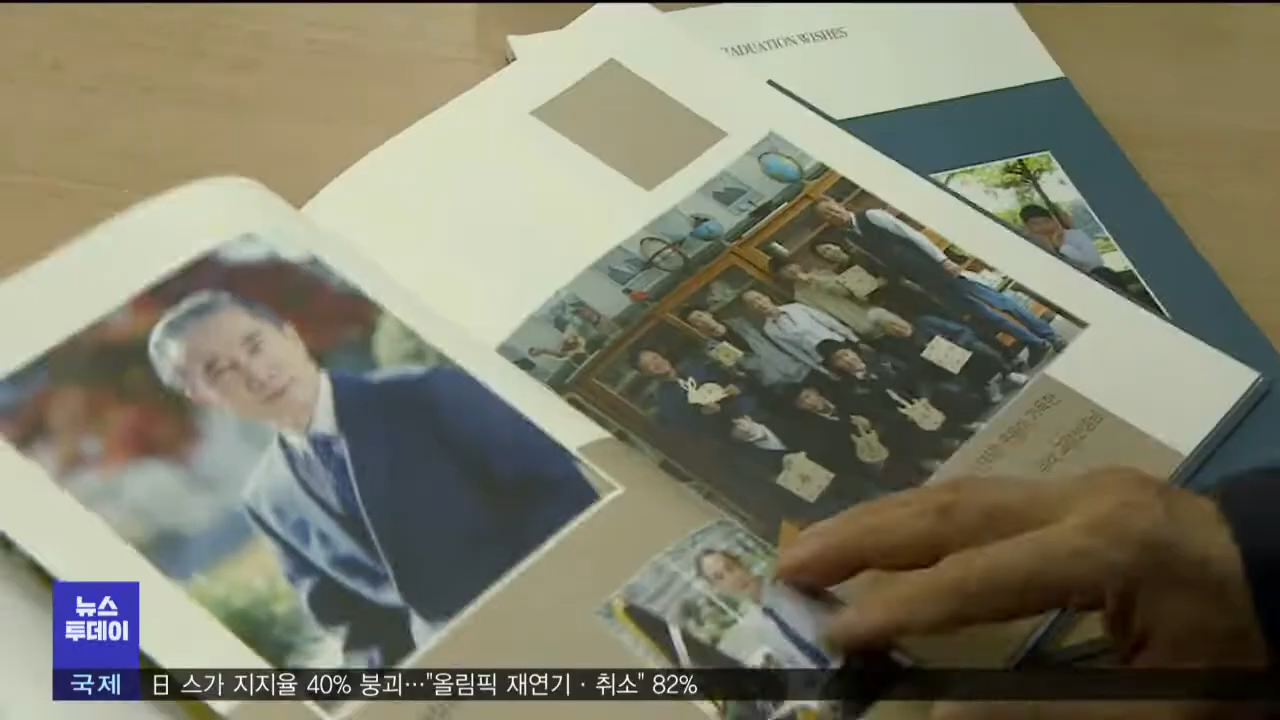 RADUATION WISHES
뉴스
투데이
국제
日 스가 지지율 40% 붕괴…"올림픽 재연기·취소" 82%